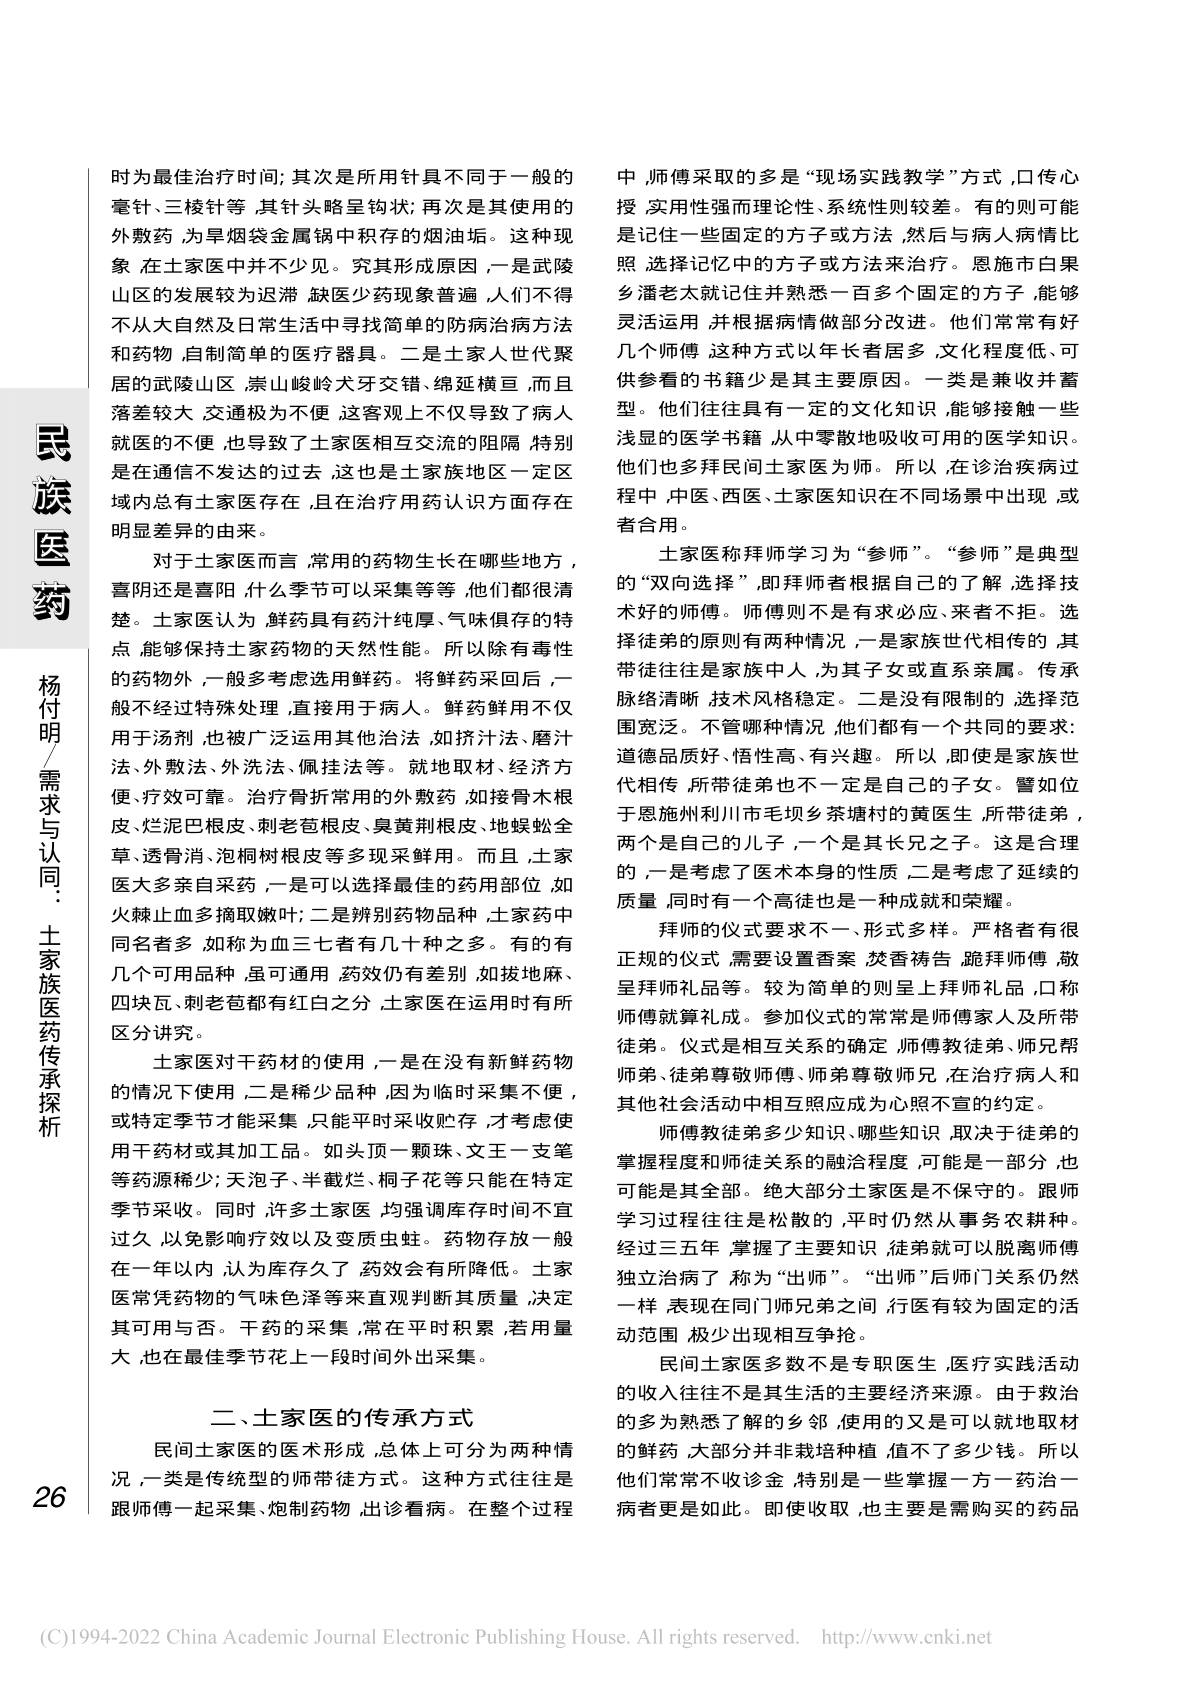 时为最佳治疗时间; 其次是所用针具不同于一般的
毫针、三棱针等 ,其针头略呈钩状; 再次是其使用的
外敷药 ,为旱烟袋金属锅中积存的烟油垢。这种现
象 ,在土家医中并不少见。究其形成原因 ,一是武陵
山区的发展较为迟滞 ,缺医少药现象普遍 ,人们不得
不从大自然及日常生活中寻找简单的防病治病方法
和药物 ,自制简单的医疗器具。二是土家人世代聚
居的武陵山区 ,崇山峻岭犬牙交错、绵延横亘 ,而且
落差较大 ,交通极为不便 ,这客观上不仅导致了病人
就医的不便 ,也导致了土家医相互交流的阻隔 ,特别
是在通信不发达的过去 ,这也是土家族地区一定区
域内总有土家医存在 ,且在治疗用药认识方面存在
明显差异的由来。
对于土家医而言 ,常用的药物生长在哪些地方 ,
喜阴还是喜阳 ,什么季节可以采集等等 ,他们都很清
楚。土家医认为 ,鲜药具有药汁纯厚、气味俱存的特
点 ,能够保持土家药物的天然性能。所以除有毒性
的药物外 ,一般多考虑选用鲜药。将鲜药采回后 ,一
般不经过特殊处理 ,直接用于病人。鲜药鲜用不仅
用于汤剂 ,也被广泛运用其他治法 ,如挤汁法、磨汁
法、外敷法、外洗法、佩挂法等。就地取材、经济方
便、疗效可靠。治疗骨折常用的外敷药 ,如接骨木根
皮、烂泥巴根皮、刺老苞根皮、臭黄荆根皮、地蜈蚣全
草、透骨消、泡桐树根皮等多现采鲜用。而且 ,土家
医大多亲自采药 ,一是可以选择最佳的药用部位 ,如
火棘止血多摘取嫩叶; 二是辨别药物品种 ,土家药中
同名者多 ,如称为血三七者有几十种之多。有的有
几个可用品种 ,虽可通用 ,药效仍有差别 ,如拔地麻、
四块瓦、刺老苞都有红白之分 ,土家医在运用时有所
区分讲究。
土家医对干药材的使用 ,一是在没有新鲜药物
的情况下使用 ,二是稀少品种 ,因为临时采集不便 ,
或特定季节才能采集 ,只能平时采收贮存 ,才考虑使
用干药材或其加工品。如头顶一颗珠、文王一支笔
等药源稀少; 天泡子、半截烂、桐子花等只能在特定
季节采收。同时 ,许多土家医 ,均强调库存时间不宜
过久 ,以免影响疗效以及变质虫蛀。药物存放一般
在一年以内 ,认为库存久了 ,药效会有所降低。土家
医常凭药物的气味色泽等来直观判断其质量 ,决定
其可用与否。干药的采集 ,常在平时积累 ,若用量
大 ,也在最佳季节花上一段时间外出采集。
二、土家医的传承方式
民间土家医的医术形成 ,总体上可分为两种情
况 ,一类是传统型的师带徒方式。这种方式往往是
跟师傅一起采集、炮制药物 ,出诊看病。在整个过程
中 ,师傅采取的多是“现场实践教学”方式 ,口传心
授 ,实用性强而理论性、系统性则较差。有的则可能
是记住一些固定的方子或方法 ,然后与病人病情比
照 ,选择记忆中的方子或方法来治疗。恩施市白果
乡潘老太就记住并熟悉一百多个固定的方子 ,能够
灵活运用 ,并根据病情做部分改进。他们常常有好
几个师傅 ,这种方式以年长者居多 ,文化程度低、可
供参看的书籍少是其主要原因。一类是兼收并蓄
型。他们往往具有一定的文化知识 ,能够接触一些
浅显的医学书籍 ,从中零散地吸收可用的医学知识。
他们也多拜民间土家医为师。所以 ,在诊治疾病过
程中 ,中医、西医、土家医知识在不同场景中出现 ,或
者合用。
土家医称拜师学习为“参师”。“参师”是典型
的“双向选择” ,即拜师者根据自己的了解 ,选择技
术好的师傅。师傅则不是有求必应、来者不拒。选
择徒弟的原则有两种情况 ,一是家族世代相传的 ,其
带徒往往是家族中人 ,为其子女或直系亲属。传承
脉络清晰 ,技术风格稳定。二是没有限制的 ,选择范
围宽泛。不管哪种情况 ,他们都有一个共同的要求:
道德品质好、悟性高、有兴趣。所以 ,即使是家族世
代相传 ,所带徒弟也不一定是自己的子女。譬如位
于恩施州利川市毛坝乡茶塘村的黄医生 ,所带徒弟 ,
两个是自己的儿子 ,一个是其长兄之子。这是合理
的 ,一是考虑了医术本身的性质 ,二是考虑了延续的
质量 ,同时有一个高徒也是一种成就和荣耀。
拜师的仪式要求不一、形式多样。严格者有很
正规的仪式 ,需要设置香案 ,焚香祷告 ,跪拜师傅 ,敬
呈拜师礼品等。较为简单的则呈上拜师礼品 ,口称
师傅就算礼成。参加仪式的常常是师傅家人及所带
徒弟。仪式是相互关系的确定 ,师傅教徒弟、师兄帮
师弟、徒弟尊敬师傅、师弟尊敬师兄 ,在治疗病人和
其他社会活动中相互照应成为心照不宣的约定。
师傅教徒弟多少知识、哪些知识 ,取决于徒弟的
掌握程度和师徒关系的融洽程度 ,可能是一部分 ,也
可能是其全部。绝大部分土家医是不保守的。跟师
学习过程往往是松散的 ,平时仍然从事务农耕种。
经过三五年 ,掌握了主要知识 ,徒弟就可以脱离师傅
独立治病了 ,称为“出师”。“出师”后师门关系仍然
一样 ,表现在同门师兄弟之间 ,行医有较为固定的活
动范围 ,极少出现相互争抢。
民间土家医多数不是专职医生 ,医疗实践活动
的收入往往不是其生活的主要经济来源。由于救治
的多为熟悉了解的乡邻 ,使用的又是可以就地取材
的鲜药 ,大部分并非栽培种植 ,值不了多少钱。所以
他们常常不收诊金 ,特别是一些掌握一方一药治一
病者更是如此。即使收取 ,也主要是需购买的药品
民族医药
杨付明/需求与认同： 土家族医药传承探析
26
(C)1994-2022 China Academic Journal Electronic Publishing House. All rights reserved. http://www.cnki.net